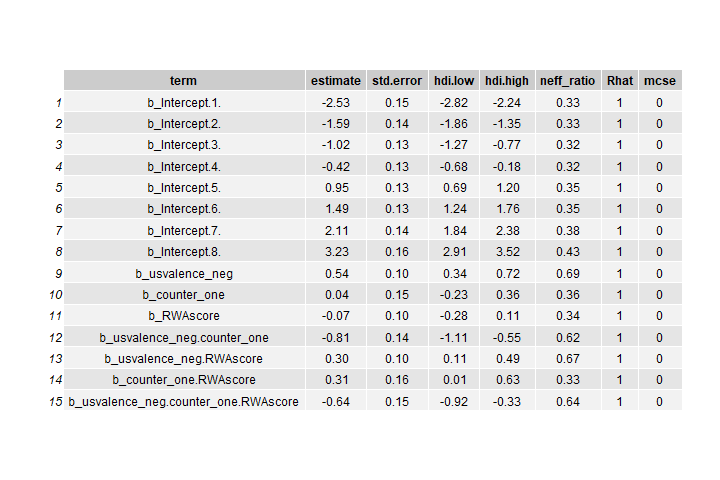 term estimate std.error hdi.low hdi.high neff_ratio Rhat mcse
1 b_Intercept.1. -2.53 0.15 -2.82 -2.24 0.33 1 0
2 b_Intercept.2. -1.59 0.14 -1.86 -1.35 0.33 1 0
3 b_Intercept.3. -1.02 0.13 -1.27 -0.77 0.32 1 0
4 b_Intercept.4. -0.42 0.13 -0.68 -0.18 0.32 1 0
5 b_Intercept.5. 0.95 0.13 0.69 1.20 0.35 1 0
6 b_Intercept.6. 1.49 0.13 1.24 1.76 0.35 1 0
7 b_Intercept.7. 2.11 0.14 1.84 2.38 0.38 1 0
8 b_Intercept.8. 3.23 0.16 2.91 3.52 0.43 1 0
9 b_usvalence_neg 0.54 0.10 0.34 0.72 0.69 1 0
10 b_counter_one 0.04 0.15 -0.23 0.36 0.36 1 0
11 b_RWAscore -0.07 0.10 -0.28 0.11 0.34 1 0
12 b_usvalence_neg.counter_one -0.81 0.14 -1.11 -0.55 0.62 1 0
13 b_usvalence_neg.RWAscore 0.30 0.10 0.11 0.49 0.67 1 0
14 b_counter_one.RWAscore 0.31 0.16 0.01 0.63 0.33 1 0
15 b_usvalence_neg.counter_one.RWAscore -0.64 0.15 -0.92 -0.33 0.64 1 0